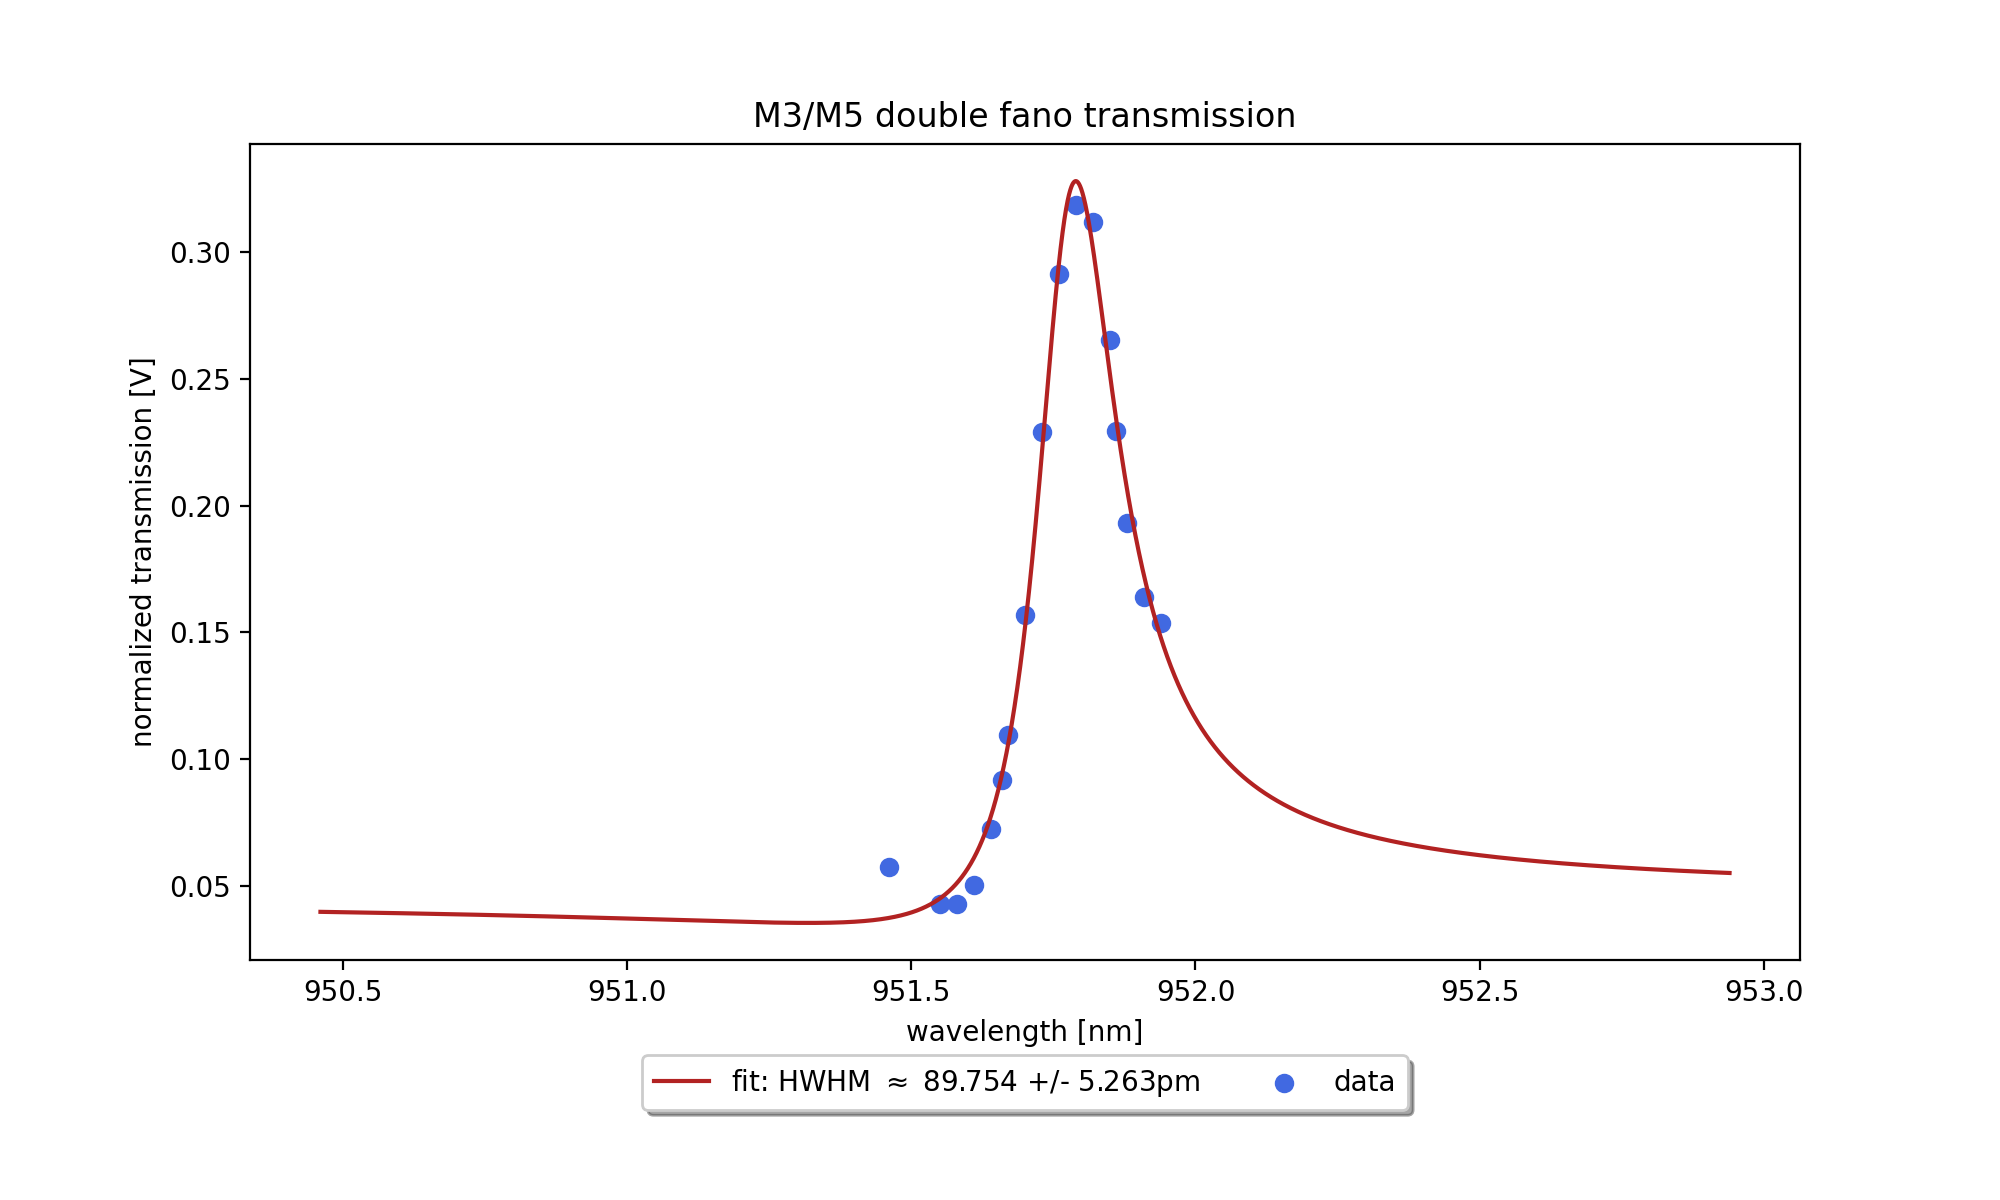 M3/M5 double fano transmission
normalized transmission [V]
0.30
0.25
0.20
0.15
0.10
0.05
950.5 951.0 951.5 952.0 952.5 953.0
wavelength [nm]
fit: HWHM ≈ 89.754 +/- 5.263pm data